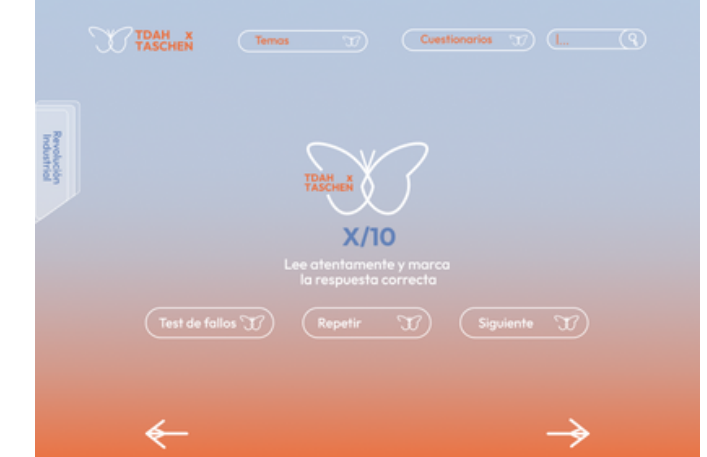 TDAH x
TASCHEN
Temas
Cuestionarios
I...
Revolución
Industrial
TDAH x
TASCHEN
X/10
Lee atentamente y marca
la respuesta correcta
Test de fallos
Repetir
Siguiente